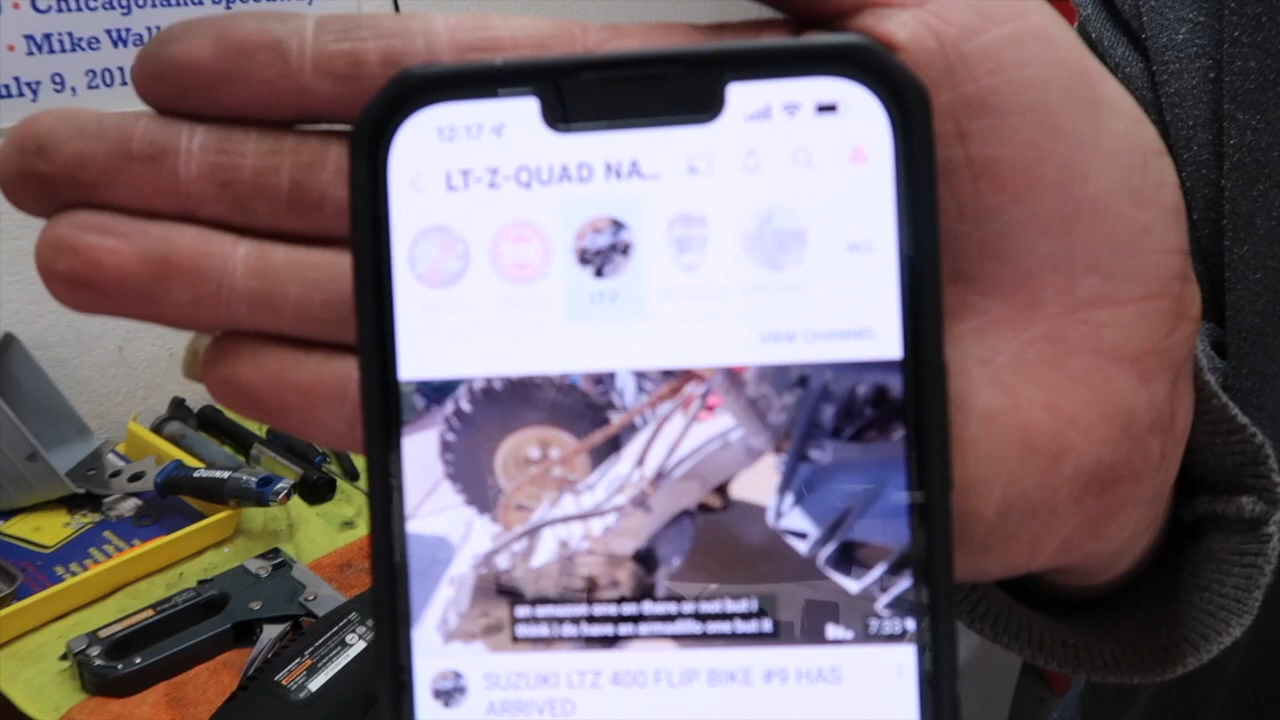 Chicagoland Speedway
• Mike Wall
uly 9, 201
12:17
LT-Z-QUAD NA...
ALL
VIEW CHANNEL
an amazon one on there or not but i
think i do have an armadillo one but it
7:33
SUZUKI LTZ 400 FLIP BIKE #9 HAS
ARRIVED
QUINN